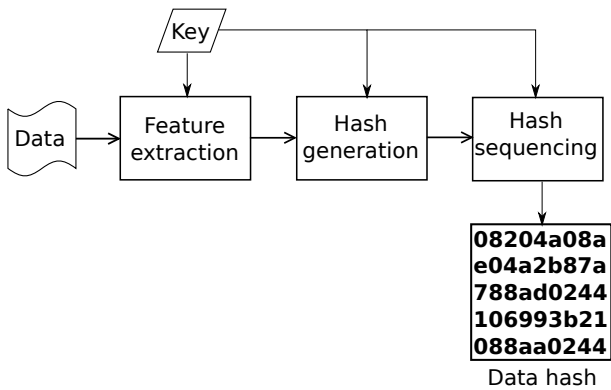 Key
Data
Feature
extraction
Hash
generation
Hash
sequencing
08204a08a
e04a2b87a
788ad0244
106993b21
088aa0244
Data hash